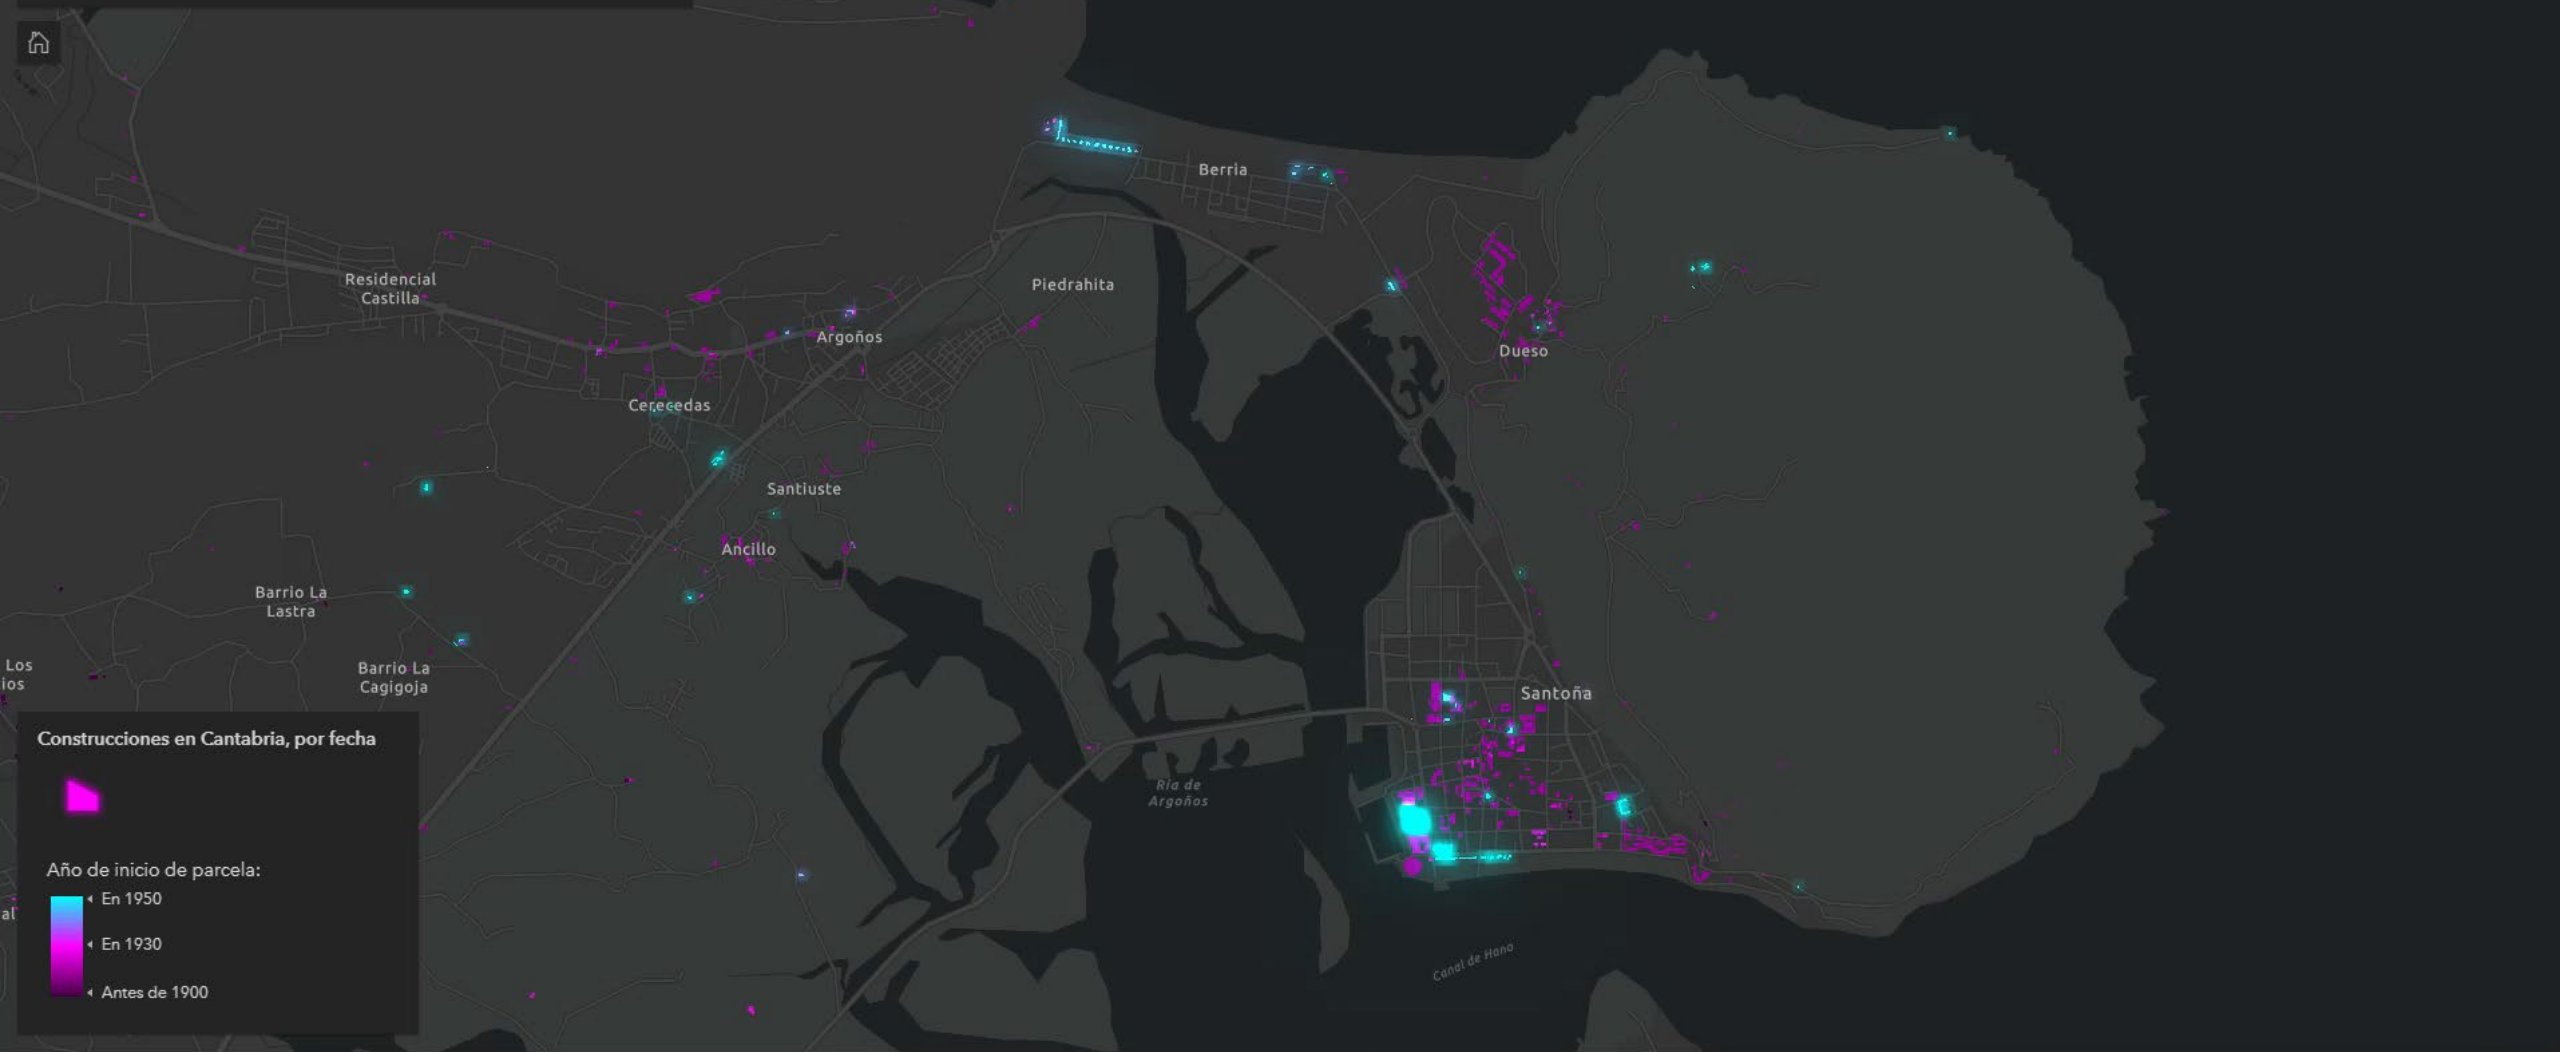 Berria
Residencial
Castilla
Piedrahita
Argoños
Dueso
Cerecedas
Santiuste
Ancillo
Barrio La
Lastra
Los
ios
Barrio La
Cagigoja
Santoña
Ría de
Argoños
Canal de Hano
al
Construcciones en Cantabria, por fecha
Año de inicio de parcela:
En 1950
En 1930
Antes de 1900